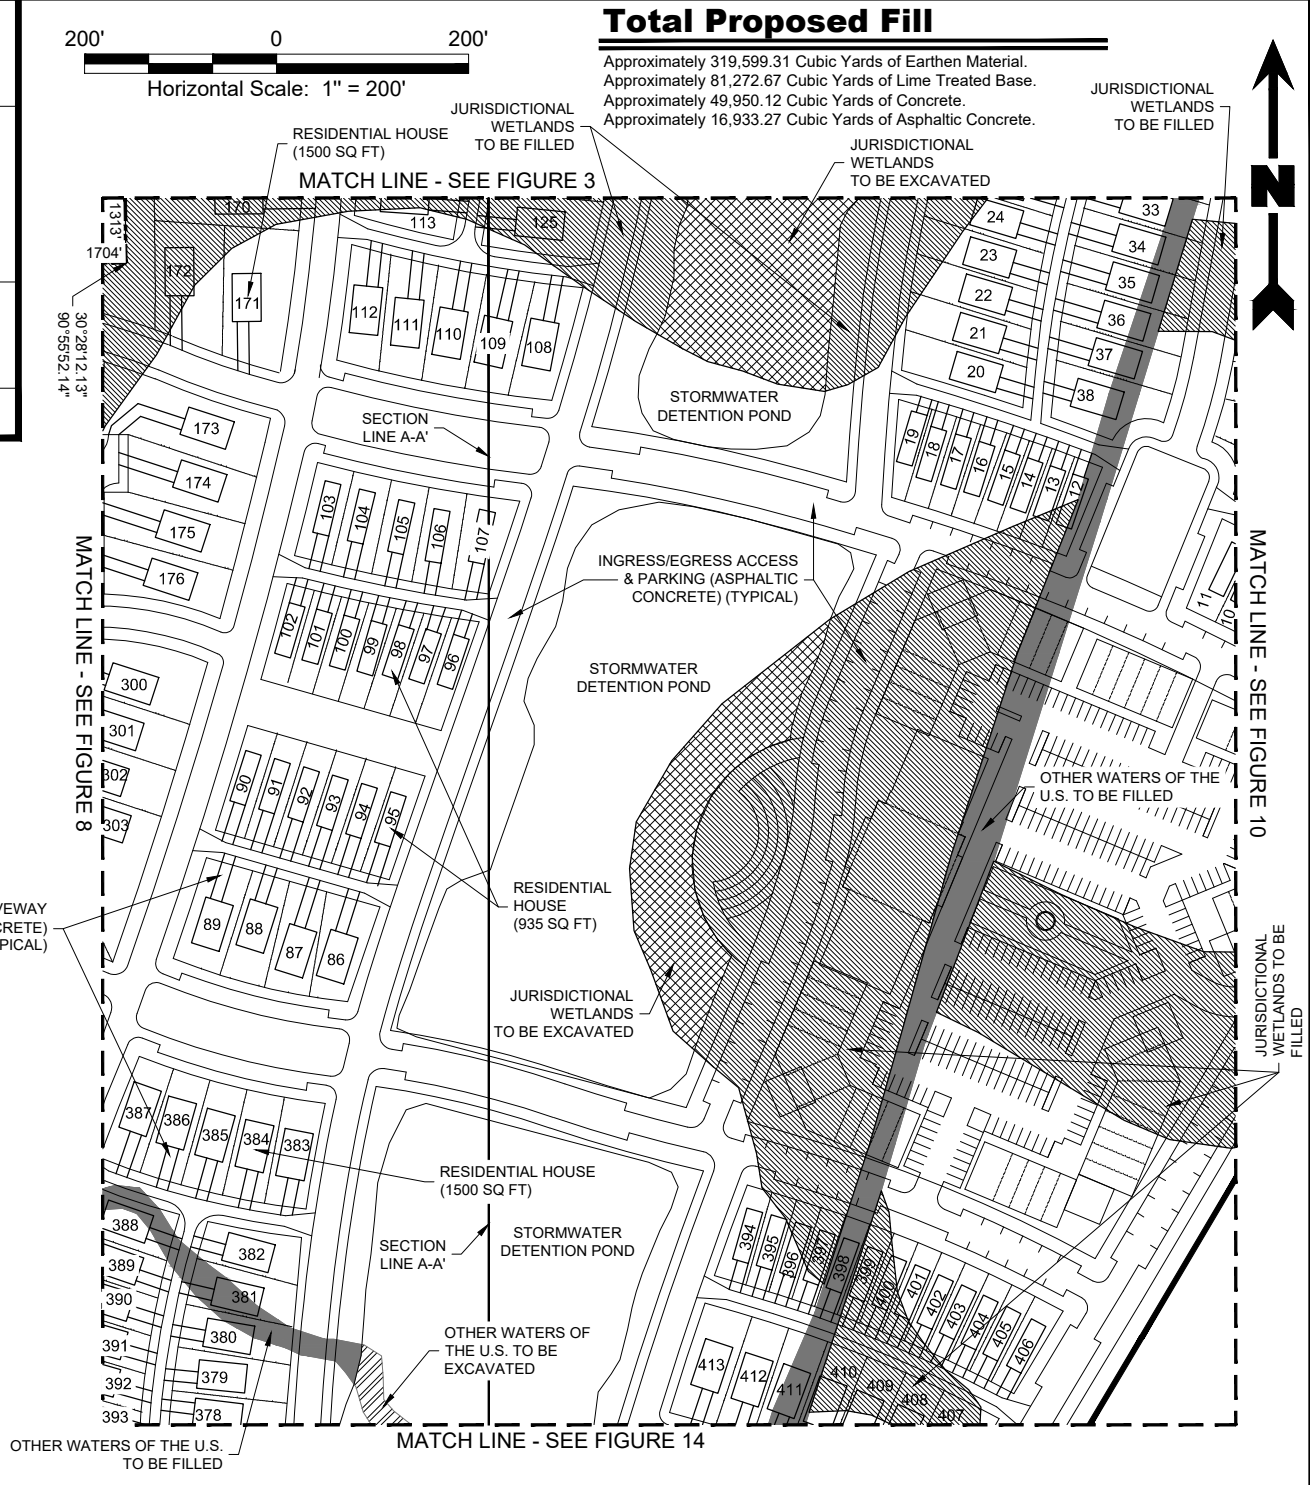 Total Proposed Fill
Approximately 319,599.31 Cubic Yards of Earthen Material.
Approximately 81,272.67 Cubic Yards of Lime Treated Base.
Approximately 49,950.12 Cubic Yards of Concrete.
Approximately 16,933.27 Cubic Yards of Asphaltic Concrete.
200' 0 200'
Horizontal Scale: 1" = 200'
N
RESIDENTIAL HOUSE
(1500 SQ FT)
JURISDICTIONAL
WETLANDS
TO BE FILLED
JURISDICTIONAL
WETLANDS
TO BE EXCAVATED
JURISDICTIONAL
WETLANDS
TO BE FILLED
MATCH LINE - SEE FIGURE 3
1313'
1704'
30°28'12.13"
90°55'52.14"
170
113
125
172
171
112
111
110
109
108
24
23
22
21
20
33
34
35
36
37
38
STORMWATER
DETENTION POND
SECTION
LINE A-A'
173
174
175
176
103
104
105
106
107
19
18
17
16
15
14
13
12
11
10
INGRESS/EGRESS ACCESS
& PARKING (ASPHALTIC
CONCRETE) (TYPICAL)
MATCH LINE - SEE FIGURE 8
MATCH LINE - SEE FIGURE 10
102
101
100
99
98
97
96
STORMWATER
DETENTION POND
300
301
302
303
90
91
92
93
94
95
OTHER WATERS OF THE
U.S. TO BE FILLED
RESIDENTIAL
HOUSE
(935 SQ FT)
VEWAY
CRETE)
PICAL)
89
88
87
86
JURISDICTIONAL
WETLANDS
TO BE EXCAVATED
JURISDICTIONAL
WETLANDS TO BE
FILLED
387
386
385
384
383
RESIDENTIAL HOUSE
(1500 SQ FT)
388
389
390
391
392
393
382
381
380
379
378
SECTION
LINE A-A'
STORMWATER
DETENTION POND
394
395
396
397
398
399
400
401
402
403
404
405
406
OTHER WATERS OF
THE U.S. TO BE
EXCAVATED
413
412
411
410
409
408
407
OTHER WATERS OF THE U.S.
TO BE FILLED
MATCH LINE - SEE FIGURE 14